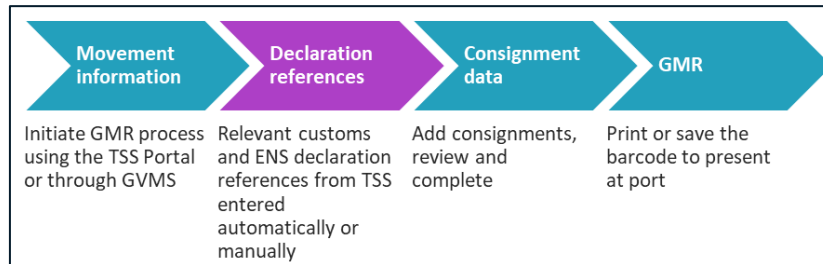 Movement
information
Declaration
references
Consignment
data
GMR
Initiate GMR process
using the TSS Portal
or through GVMS
Relevant customs
and ENS declaration
references from TSS
entered
automatically or
manually
Add consignments,
review and
complete
Print or save the
barcode to present
at port